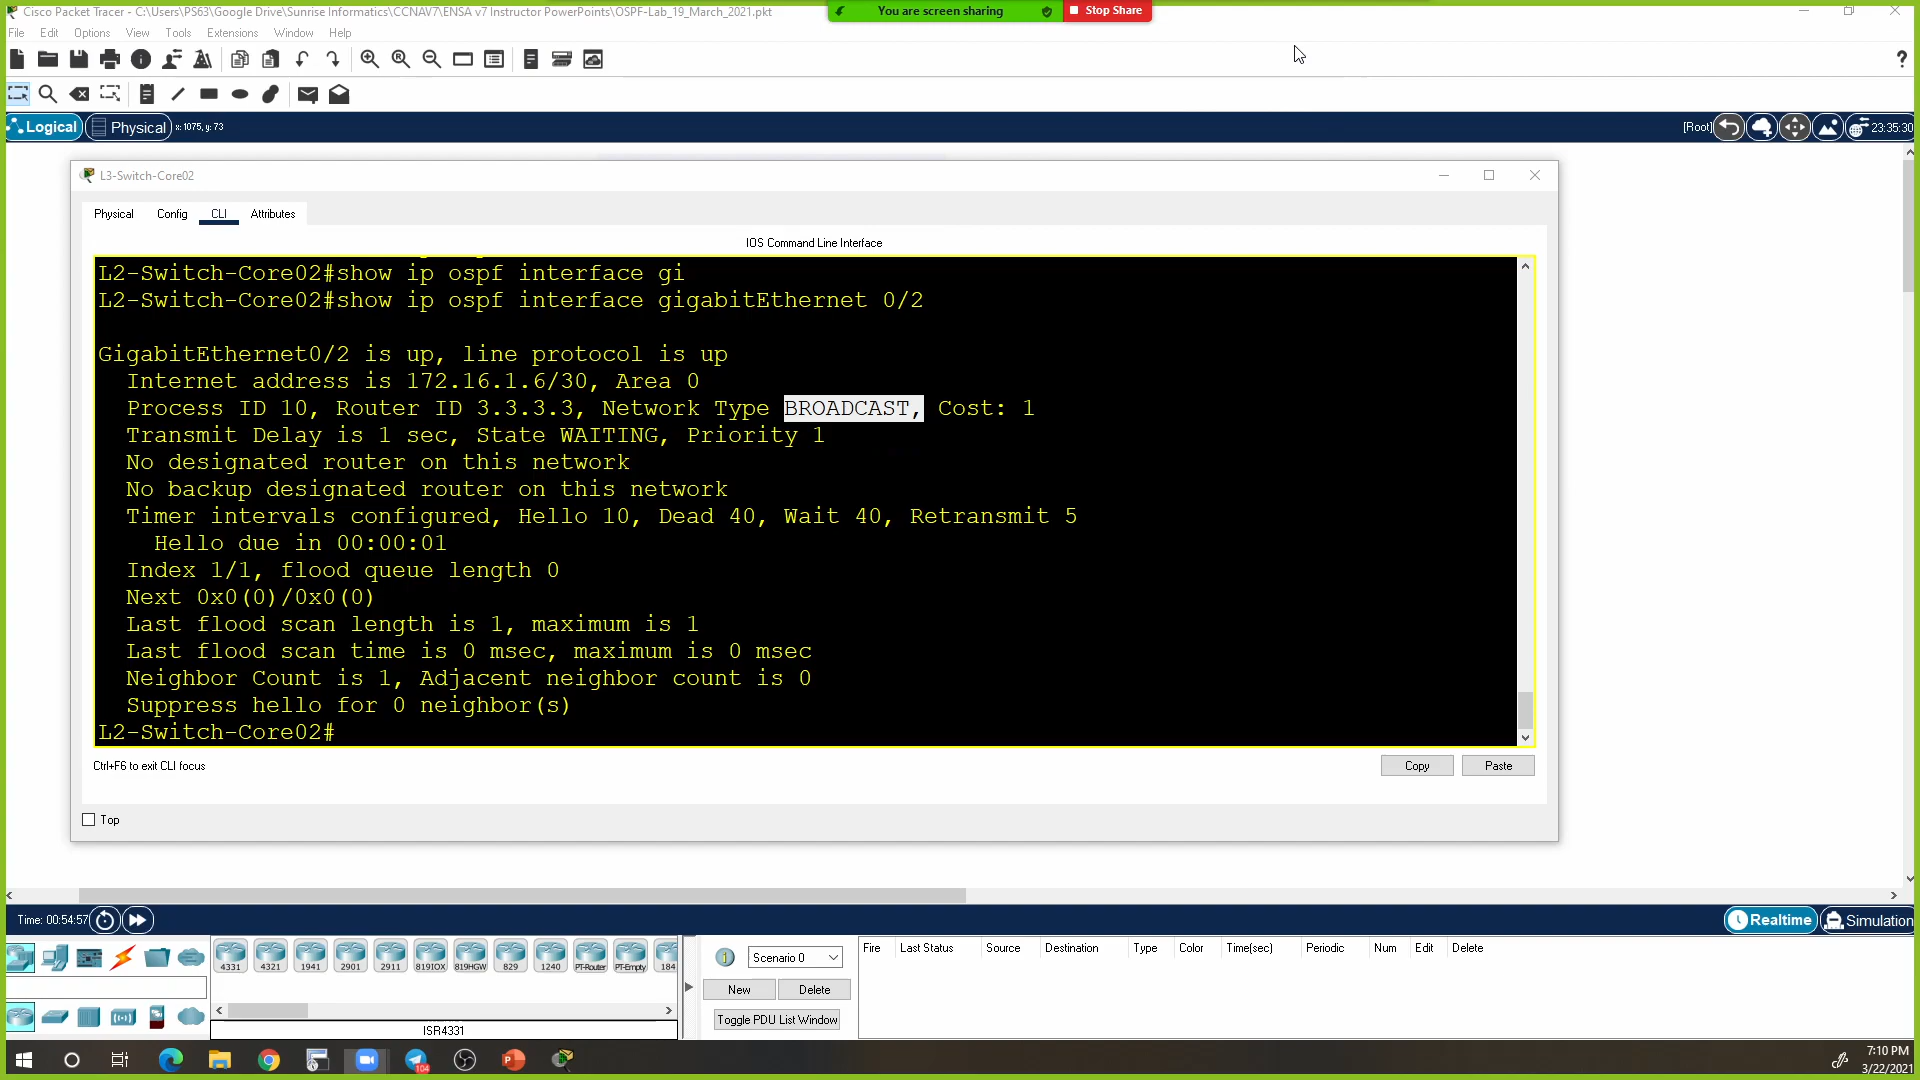 Cisco Packet Tracer - C:\Users\PS63\Google Drive\Sunrise Informatics\CCNAV7\ENSA v7 Instructor PowerPoints\OSPF-Lab_19_March_2021.pkt
You are screen sharing
Stop Share
File Edit Options View Tools Extensions Window Help
?
Logical
Physical
x: 1075, y: 73
[Root]
23:35:30
L3-Switch-Core02
Physical Config CLI Attributes
IOS Command Line Interface
L2-Switch-Core02#show ip ospf interface gi
L2-Switch-Core02#show ip ospf interface gigabitEthernet 0/2
GigabitEthernet0/2 is up, line protocol is up
Internet address is 172.16.1.6/30, Area 0
Process ID 10, Router ID 3.3.3.3, Network Type BROADCAST, Cost: 1
Transmit Delay is 1 sec, State WAITING, Priority 1
No designated router on this network
No backup designated router on this network
Timer intervals configured, Hello 10, Dead 40, Wait 40, Retransmit 5
Hello due in 00:00:01
Index 1/1, flood queue length 0
Next 0x0(0)/0x0(0)
Last flood scan length is 1, maximum is 1
Last flood scan time is 0 msec, maximum is 0 msec
Neighbor Count is 1, Adjacent neighbor count is 0
Suppress hello for 0 neighbor(s)
L2-Switch-Core02#
Ctrl+F6 to exit CLI focus
Copy
Paste
Top
Time: 00:54:57
Realtime
Simulation
4331 4321 1941 2901 2911 819IOX 819HGW 829 1240 PT-Router PT-Empty 184
Scenario 0
New
Delete
Toggle PDU List Window
Fire Last Status Source Destination Type Color Time(sec) Periodic Num Edit Delete
ISR4331
104
7:10 PM
3/22/2021